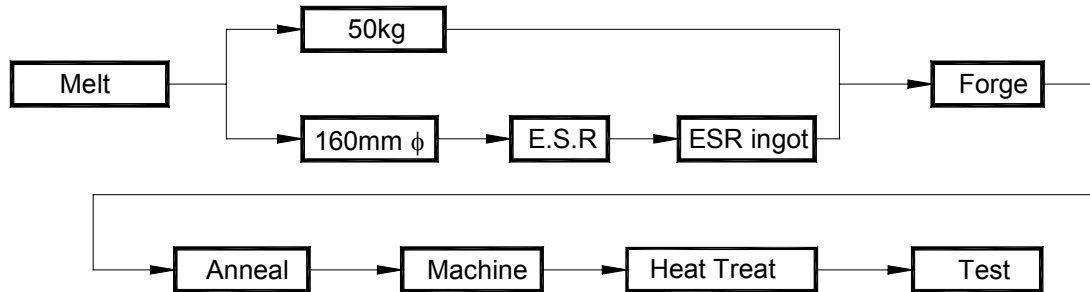 50kg
Melt
Forge
160mm ϕ
E.S.R
ESR ingot
Anneal
Machine
Heat Treat
Test